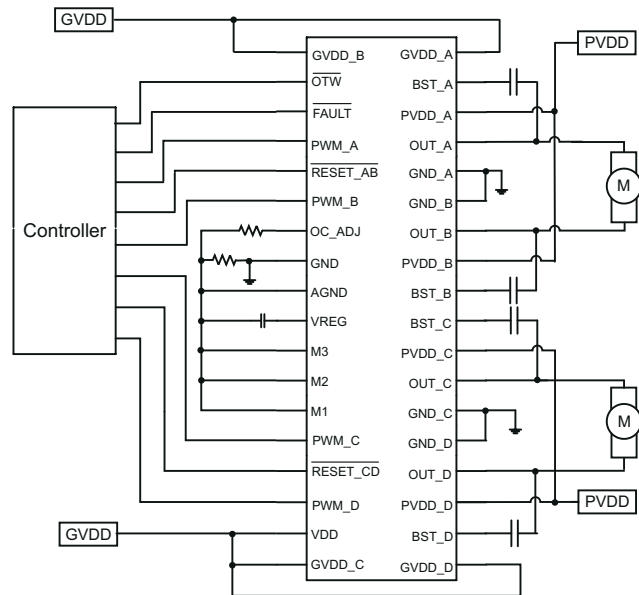 GVDD
PVDD
GVDD_B
GVDD_A
OTW
BST_A
FAULT
PVDD_A
PWM_A
OUT_A
RESET_AB
GND_A
M
PWM_B
GND_B
Controller
OC_ADJ
OUT_B
GND
PVDD_B
AGND
BST_B
VREG
BST_C
M3
PVDD_C
M2
OUT_C
M1
GND_C
M
PWM_C
GND_D
RESET_CD
OUT_D
PWM_D
PVDD_D
PVDD
GVDD
VDD
BST_D
GVDD_C
GVDD_D